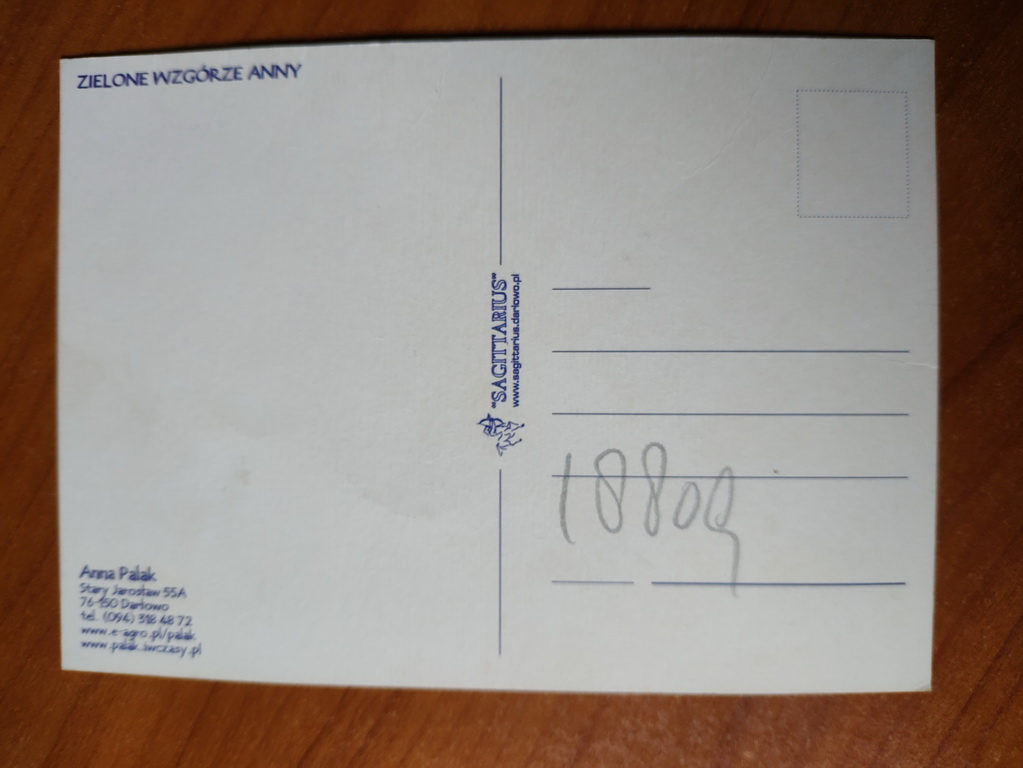 ZIELONE WZGÓRZE ANNY
Anna Palak
Stary Jarosław 55A
76-150 Darłowo
tel. (094) 318 48 72
www.e-agro.pl/palak
www.palak.iwczasy.pl
"SAGITTARIUS"
www.sagittarius.darlowo.pl
18809